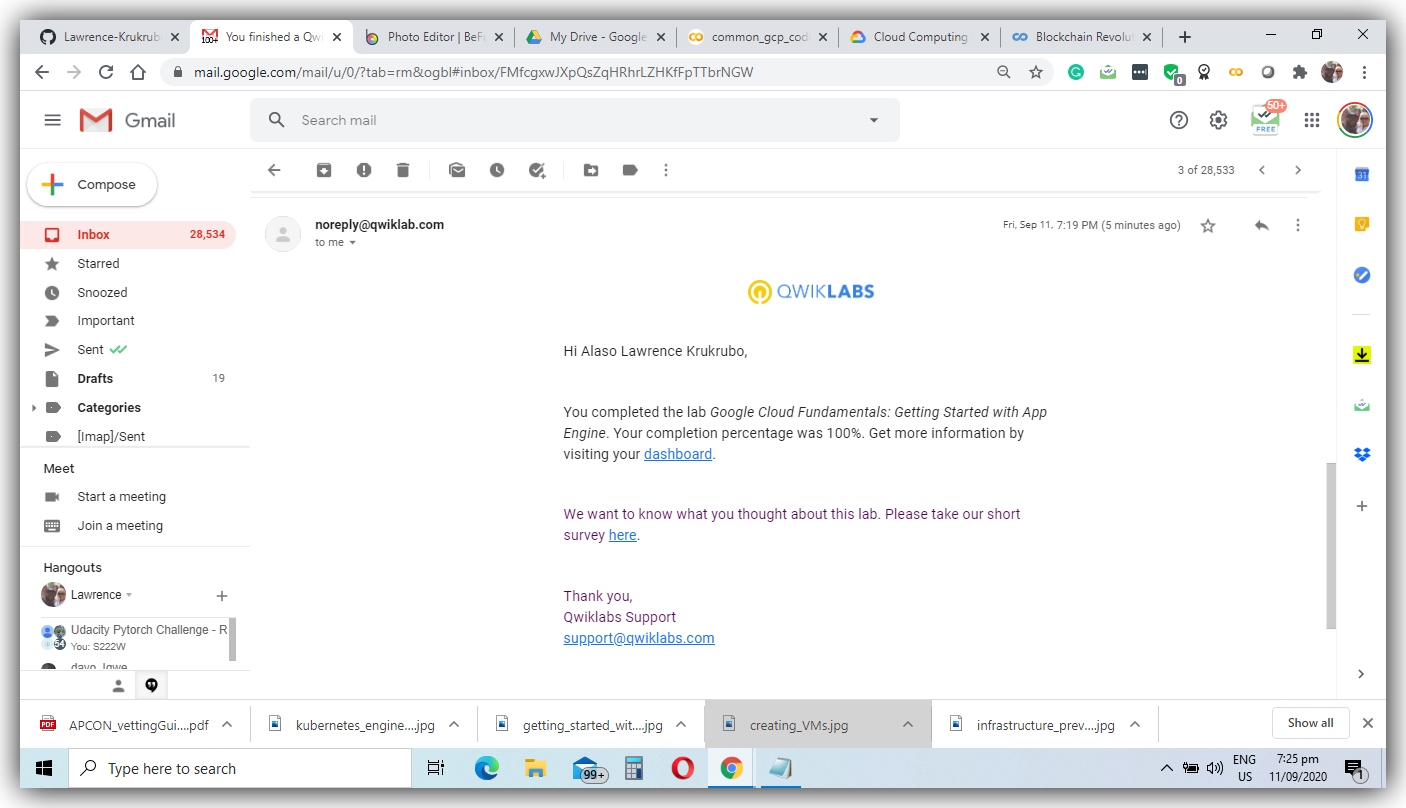 Lawrence-Krukrub
You finished a Qwi
Photo Editor | BeFu
My Drive - Google
common_gcp_cod
Cloud Computing
Blockchain Revolut
mail.google.com/mail/u/0/?tab=rm&ogbl#inbox/FMfcgxwJXpQsZqHRhrLZHKfFpTTbrNGW
0
Gmail
Search mail
50+
FREE
Compose
3 of 28,533
31
Inbox 28,534
Starred
Snoozed
Important
Sent
Drafts 19
Categories
[Imap]/Sent
Meet
Start a meeting
Join a meeting
Hangouts
Lawrence
Udacity Pytorch Challenge - R
54
You: S222W
noreply@qwiklab.com
to me
Fri, Sep 11, 7:19 PM (5 minutes ago)
QWIKLABS
Hi Alaso Lawrence Krukrubo,
You completed the lab Google Cloud Fundamentals: Getting Started with App
Engine. Your completion percentage was 100%. Get more information by
visiting your dashboard.
We want to know what you thought about this lab. Please take our short
survey here.
Thank you,
Qwiklabs Support
support@qwiklabs.com
PDF
APCON_vettingGui....pdf
kubernetes_engine....jpg
getting_started_wit....jpg
creating_VMs.jpg
infrastructure_prev....jpg
Show all
Type here to search
99+
ENG
US
7:25 pm
11/09/2020
1